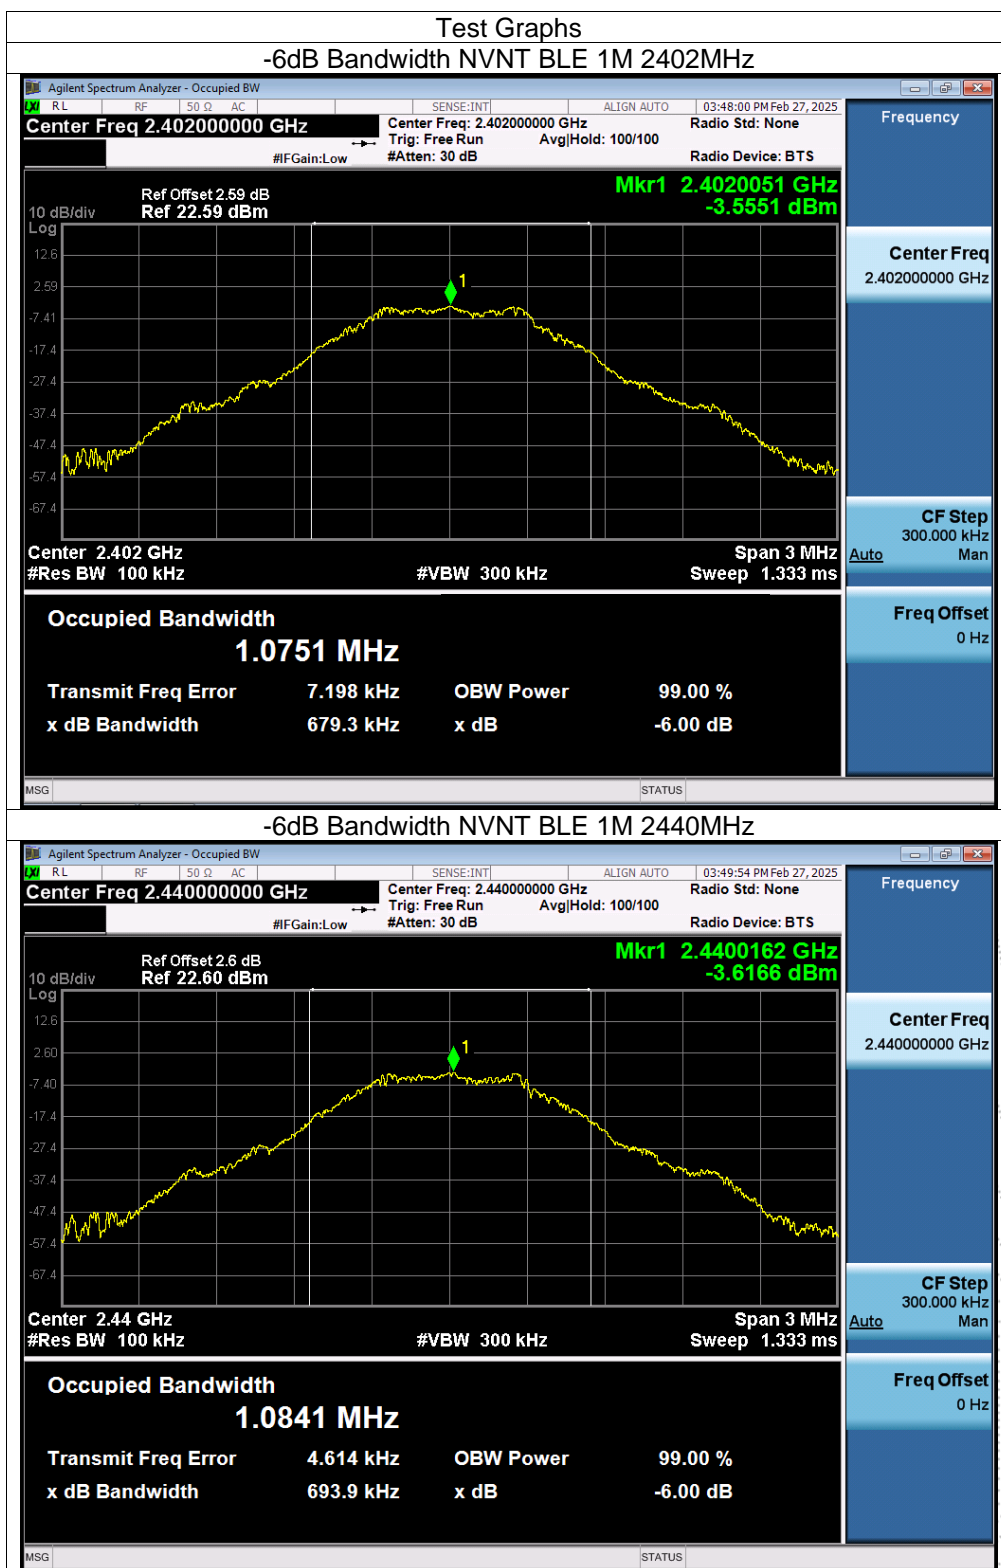 Test Graphs
-6dB Bandwidth NVNT BLE 1M 2402MHz
Agilent Spectrum Analyzer - Occupied BW
LXI RL RF 50 Ω AC SENSE:INT ALIGN AUTO 03:48:00 PM Feb 27, 2025
Center Freq 2.402000000 GHz Center Freq: 2.402000000 GHz Radio Std: None
Trig: Free Run Avg|Hold: 100/100
#IFGain:Low #Atten: 30 dB Radio Device: BTS
Frequency
Mkr1 2.4020051 GHz
-3.5551 dBm
Ref Offset 2.59 dB
10 dB/div Ref 22.59 dBm
Log
12.6
2.59
-7.41
-17.4
-27.4
-37.4
-47.4
-57.4
-67.4
1
Center Freq
2.402000000 GHz
CF Step
300.000 kHz
Auto Man
Freq Offset
0 Hz
Center 2.402 GHz Span 3 MHz
#Res BW 100 kHz #VBW 300 kHz Sweep 1.333 ms
Occupied Bandwidth
1.0751 MHz
Transmit Freq Error 7.198 kHz OBW Power 99.00 %
x dB Bandwidth 679.3 kHz x dB -6.00 dB
MSG STATUS
-6dB Bandwidth NVNT BLE 1M 2440MHz
Agilent Spectrum Analyzer - Occupied BW
LXI RL RF 50 Ω AC SENSE:INT ALIGN AUTO 03:49:54 PM Feb 27, 2025
Center Freq 2.440000000 GHz Center Freq: 2.440000000 GHz Radio Std: None
Trig: Free Run Avg|Hold: 100/100
#IFGain:Low #Atten: 30 dB Radio Device: BTS
Frequency
Mkr1 2.4400162 GHz
-3.6166 dBm
Ref Offset 2.6 dB
10 dB/div Ref 22.60 dBm
Log
12.6
2.60
-7.40
-17.4
-27.4
-37.4
-47.4
-57.4
-67.4
1
Center Freq
2.440000000 GHz
CF Step
300.000 kHz
Auto Man
Freq Offset
0 Hz
Center 2.44 GHz Span 3 MHz
#Res BW 100 kHz #VBW 300 kHz Sweep 1.333 ms
Occupied Bandwidth
1.0841 MHz
Transmit Freq Error 4.614 kHz OBW Power 99.00 %
x dB Bandwidth 693.9 kHz x dB -6.00 dB
MSG STATUS